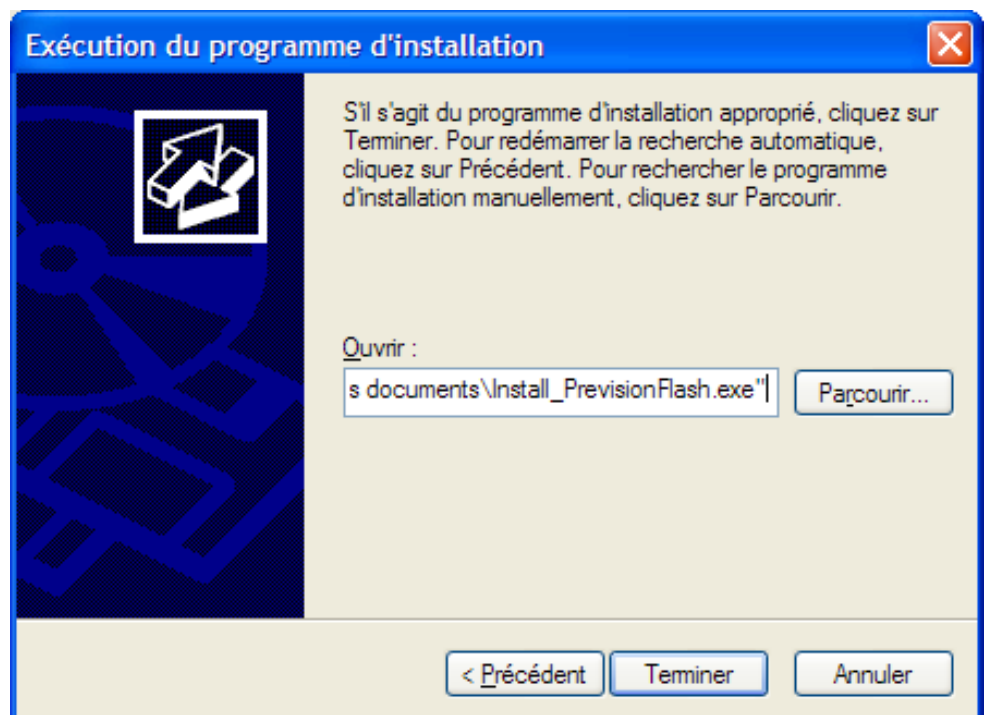 Exécution du programme d'installation
S'il s'agit du programme d'installation approprié, cliquez sur
Terminer. Pour redémarrer la recherche automatique,
cliquez sur Précédent. Pour rechercher le programme
d'installation manuellement, cliquez sur Parcourir.
Ouvrir :
s documents\Install_PrevisionFlash.exe"
Parcourir...
< Précédent
Terminer
Annuler